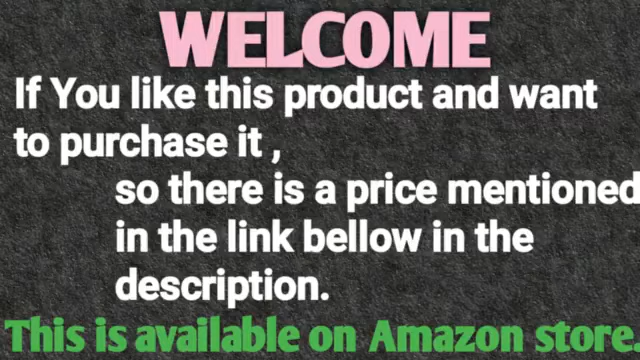 WELCOME
If You like this product and want
to purchase it ,
so there is a price mentioned
in the link bellow in the
description.
This is available on Amazon store.